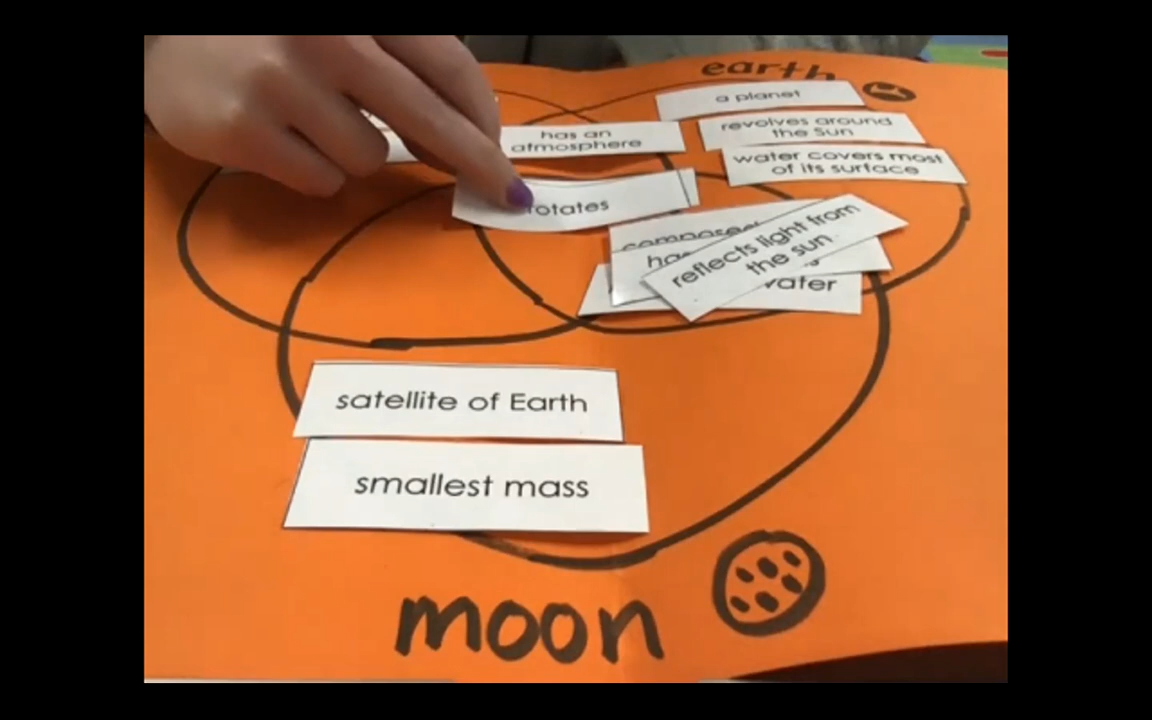 earth
a planet
revolves around
the Sun
has an
atmosphere
water covers most
of its surface
rotates
reflects light from
the sun
water
satellite of Earth
smallest mass
moon